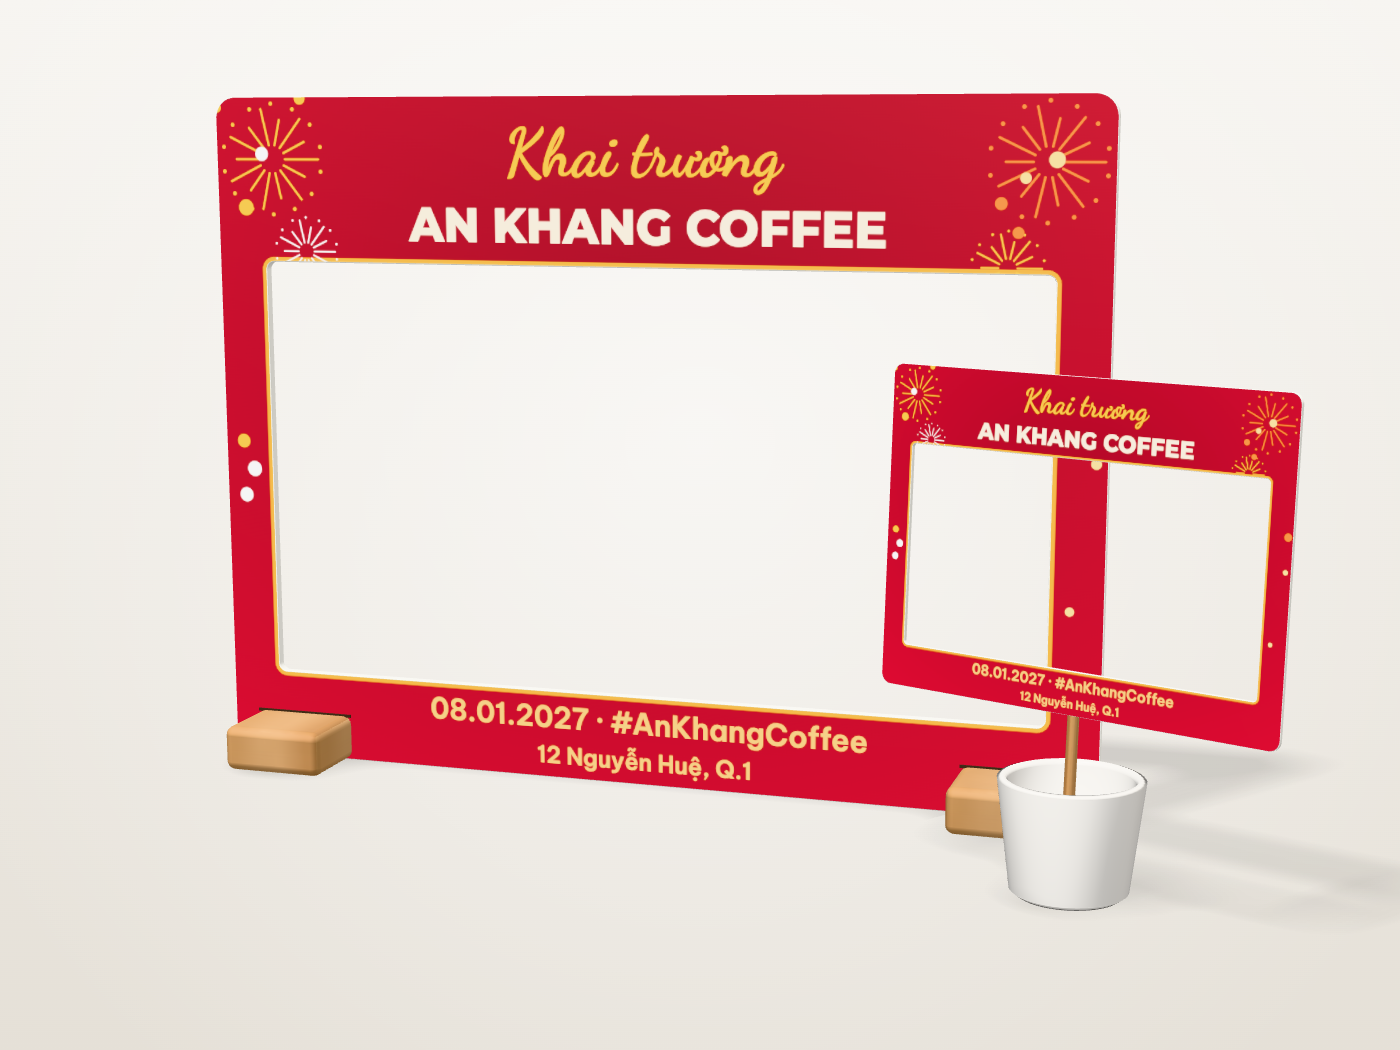 Khai trương
AN KHANG COFFEE
08.01.2027 · #AnKhangCoffee
12 Nguyễn Huệ, Q.1
Khai trương
AN KHANG COFFEE
08.01.2027 · #AnKhangCoffee
12 Nguyễn Huệ, Q.1